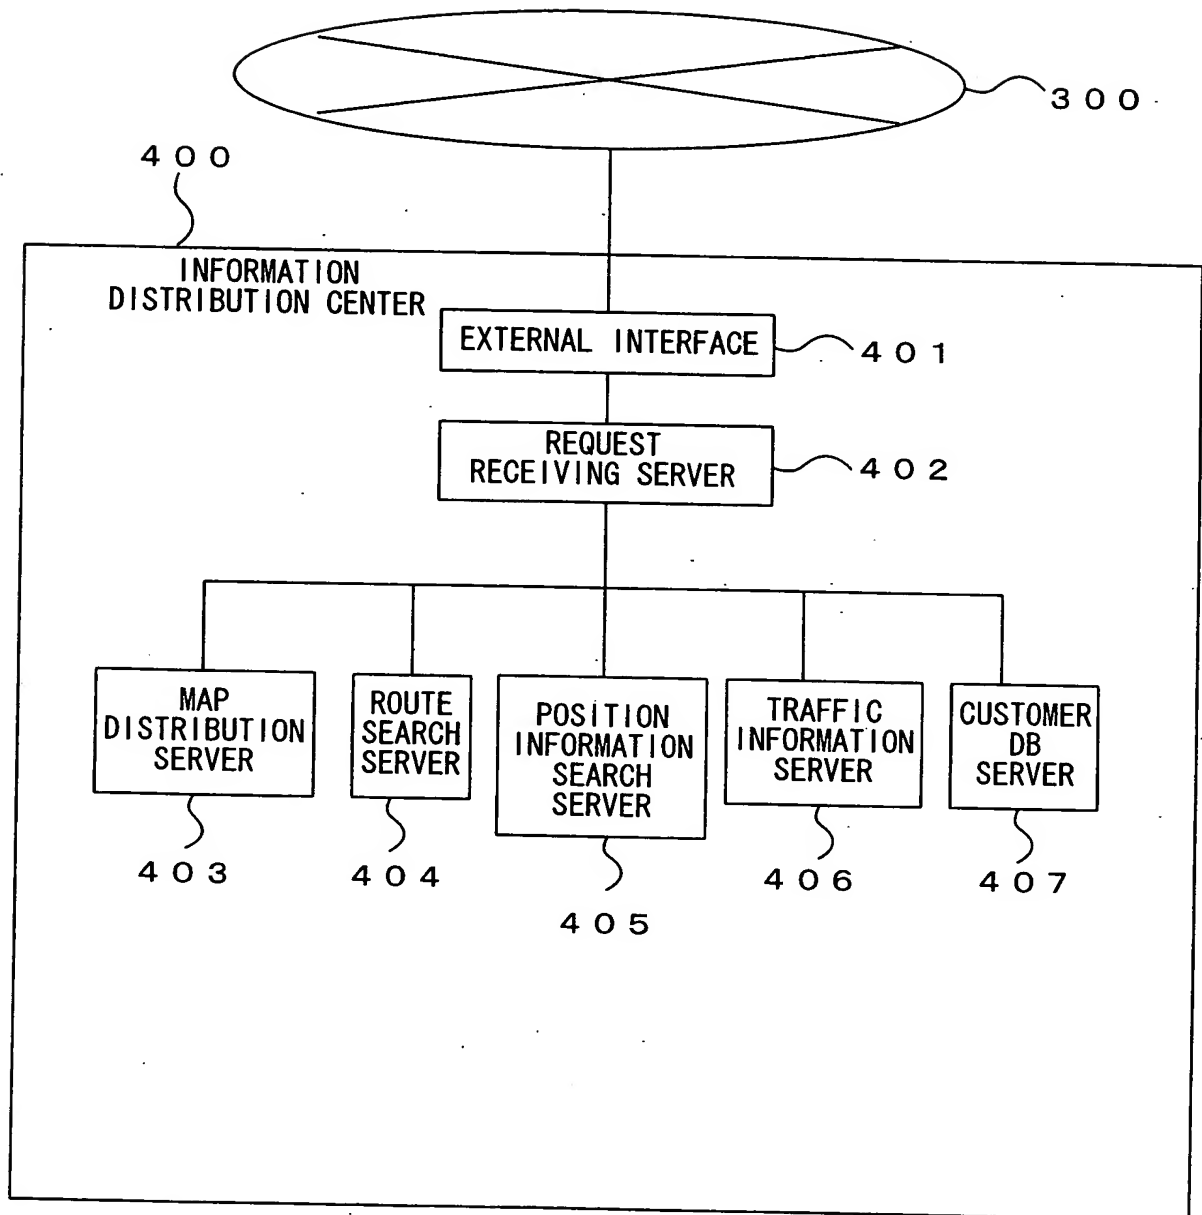 300
400
INFORMATION
DISTRIBUTION CENTER
EXTERNAL INTERFACE
401
REQUEST
RECEIVING SERVER
402
MAP
DISTRIBUTION
SERVER
ROUTE
SEARCH
SERVER
POSITION
INFORMATION
SEARCH
SERVER
TRAFFIC
INFORMATION
SERVER
CUSTOMER
DB
SERVER
403
404
405
406
407